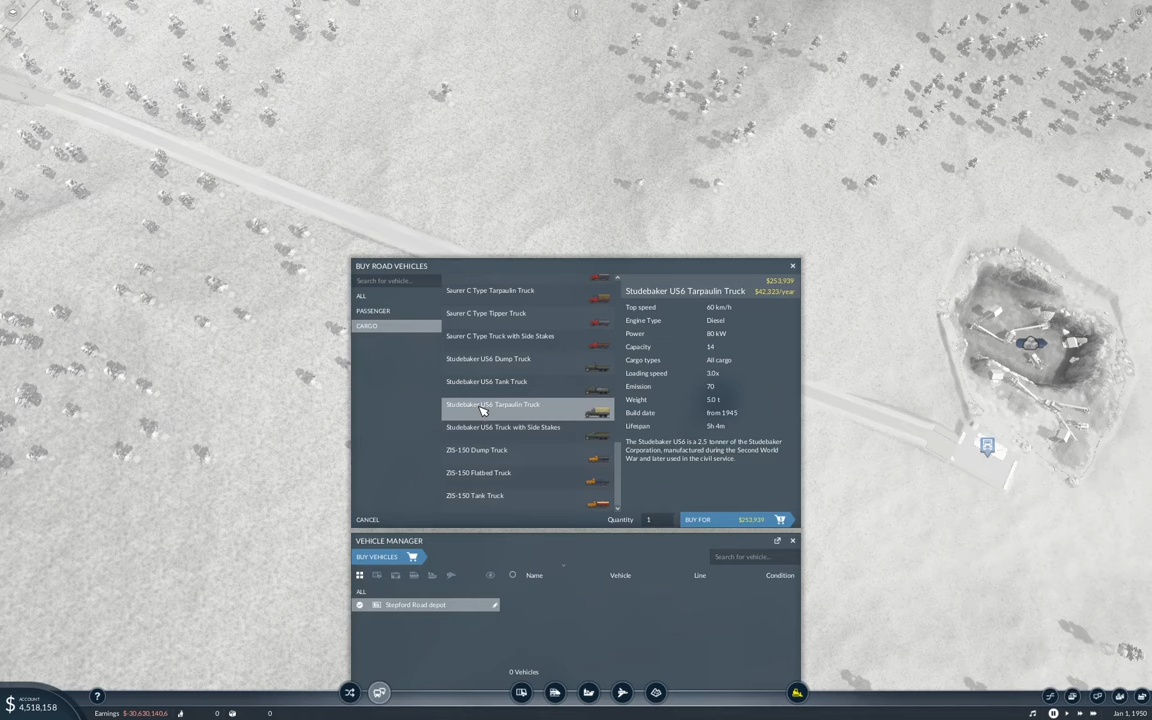 BUY ROAD VEHICLES
Search for vehicle...
ALL
PASSENGER
CARGO
Saurer C Type Tarpaulin Truck
Saurer C Type Tipper Truck
Saurer C Type Truck with Side Stakes
Studebaker US6 Dump Truck
Studebaker US6 Tank Truck
Studebaker US6 Tarpaulin Truck
Studebaker US6 Truck with Side Stakes
ZIS-150 Dump Truck
ZIS-150 Flatbed Truck
ZIS-150 Tank Truck
$253,939
Studebaker US6 Tarpaulin Truck $42,323/year
Top speed 60 km/h
Engine Type Diesel
Power 80 kW
Capacity 14
Cargo types All cargo
Loading speed 3.0x
Emission 70
Weight 5.0 t
Build date from 1945
Lifespan 5h 4m
The Studebaker US6 is a 2.5 tonner of the Studebaker
Corporation, manufactured during the Second World
War and later used in the civil service.
CANCEL
Quantity 1
BUY FOR $253,939
VEHICLE MANAGER
BUY VEHICLES
Search for vehicle...
Name Vehicle Line Condition
ALL
Stepford Road depot
0 Vehicles
$ ACCOUNT
4,518,158
?
Earnings $-30,630,140,6
0
0
Jan 1, 1950